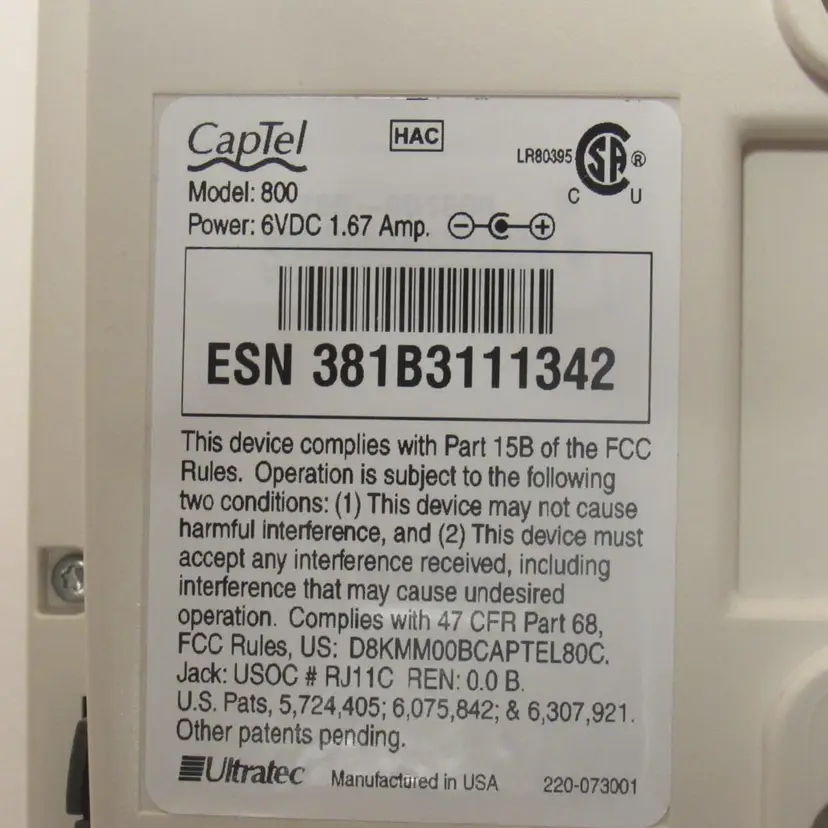 CapTel
HAC
LR80395
SA ®
C U
Model: 800
Power: 6VDC 1.67 Amp.
ESN 381B3111342
This device complies with Part 15B of the FCC
Rules. Operation is subject to the following
two conditions: (1) This device may not cause
harmful interference, and (2) This device must
accept any interference received, including
interference that may cause undesired
operation. Complies with 47 CFR Part 68,
FCC Rules, US: D8KMM00BCAPTEL80C.
Jack: USOC # RJ11C REN: 0.0 B.
U.S. Pats, 5,724,405; 6,075,842; & 6,307,921.
Other patents pending.
Ultratec Manufactured in USA 220-073001